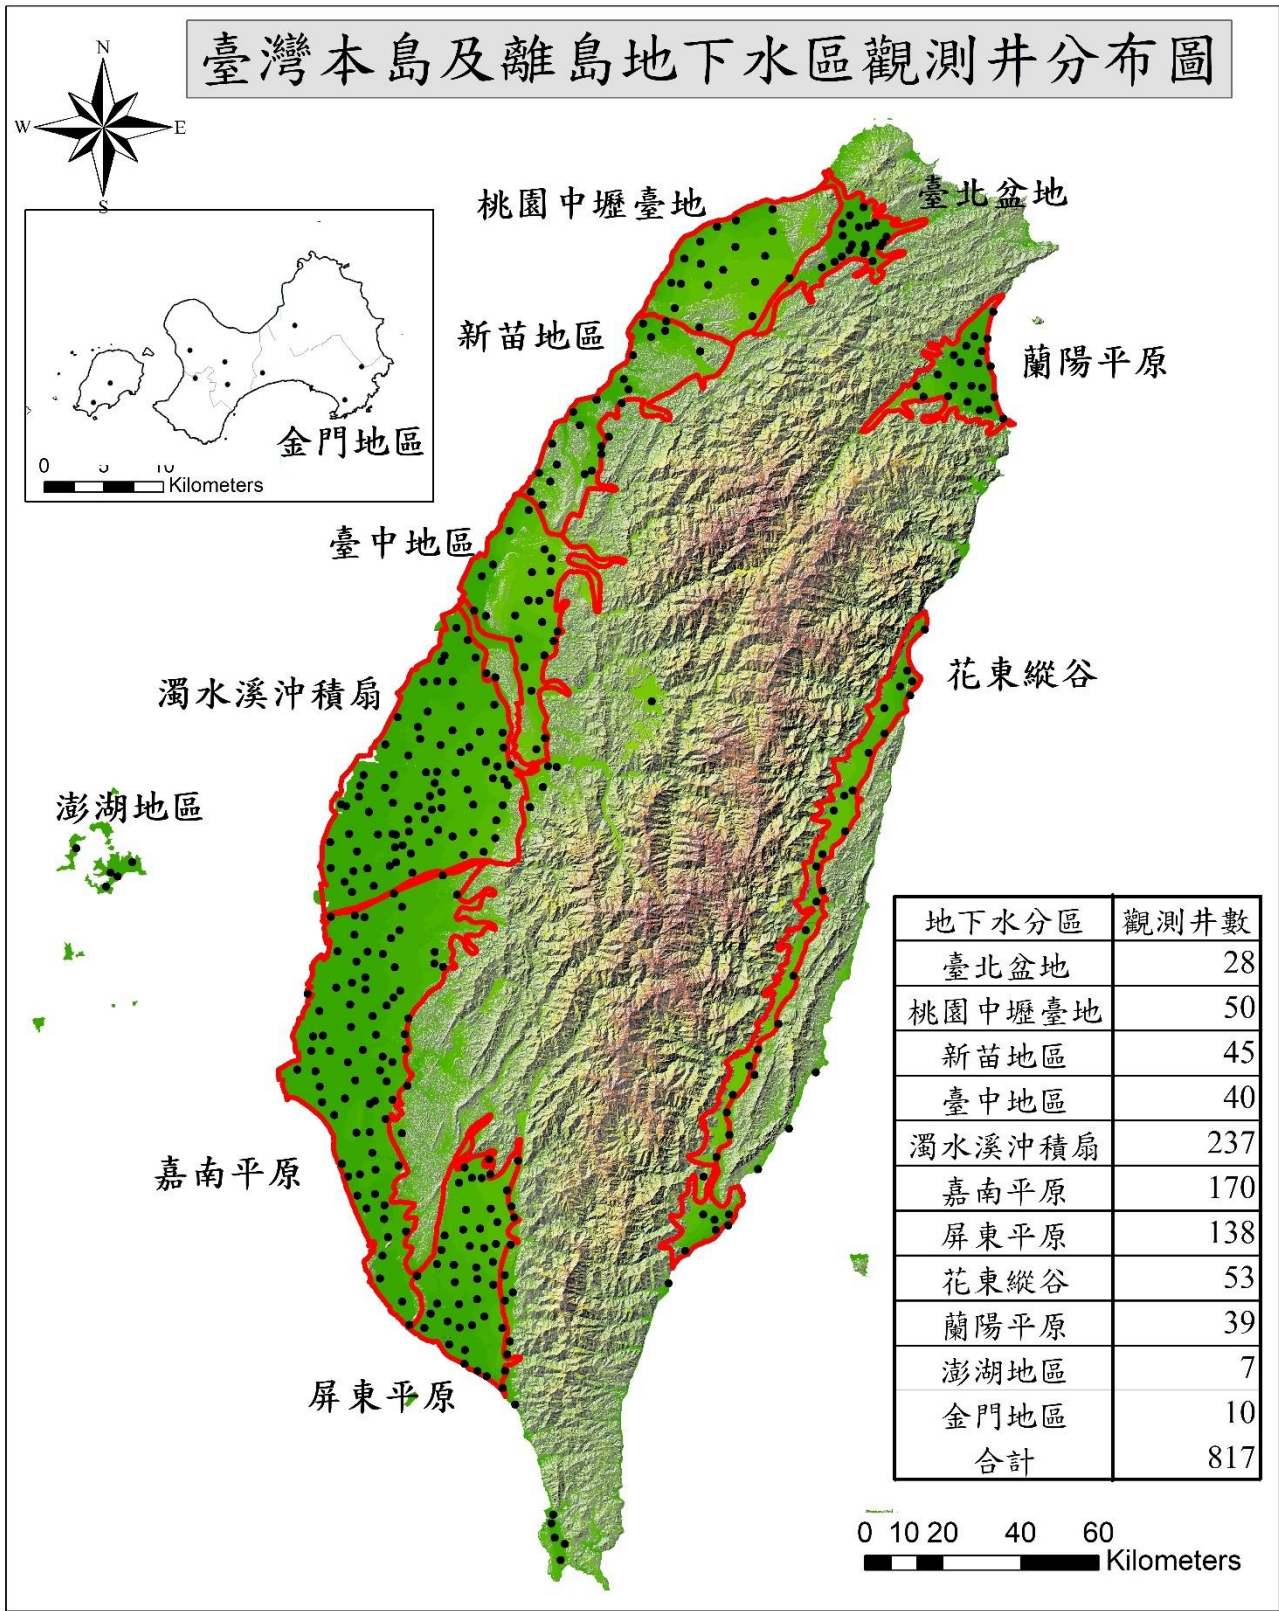 臺灣本島及離島地下水區觀測井分布圖
N
W E
S
桃園中壢臺地
臺北盆地
新苗地區
蘭陽平原
金門地區
0 5 10
Kilometers
臺中地區
花東縱谷
濁水溪沖積扇
澎湖地區
嘉南平原
屏東平原
地下水分區 觀測井數
臺北盆地 28
桃園中壢臺地 50
新苗地區 45
臺中地區 40
濁水溪沖積扇 237
嘉南平原 170
屏東平原 138
花東縱谷 53
蘭陽平原 39
澎湖地區 7
金門地區 10
合計 817
0 10 20 40 60
Kilometers